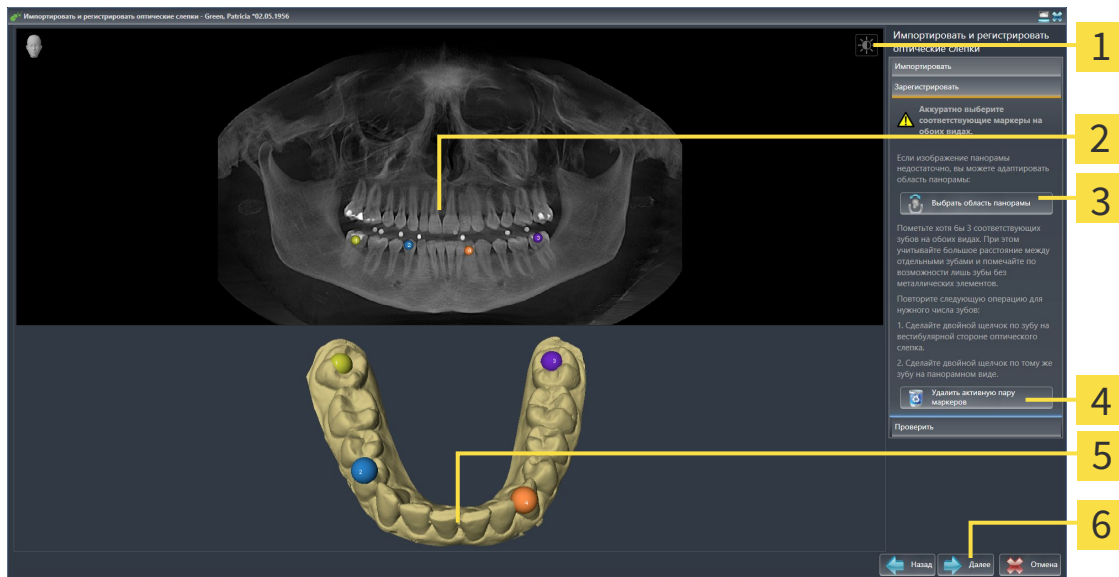 Импортировать и регистрировать оптические слепки - Green, Patricia *02.05.1956
1
Импортировать и регистрировать
оптические слепки
Импортировать
Зарегистрировать
Аккуратно выберите
соответствующие маркеры на
обоих видах.
2
Если изображение панорамы
недостаточно, вы можете адаптировать
область панорамы:
Выбрать область панорамы
3
Пометьте хотя бы 3 соответствующих
зубов на обоих видах. При этом
учитывайте большое расстояние между
отдельными зубами и помечайте по
возможности лишь зубы без
металлических элементов.
Повторите следующую операцию для
нужного числа зубов:
1. Сделайте двойной щелчок по зубу на
вестибулярной стороне оптического
слепка.
2. Сделайте двойной щелчок по тому же
зубу на панорамном виде.
Удалить активную пару
маркеров
4
Проверить
5
2
3
4
2
3
6
Назад
Далее
Отмена